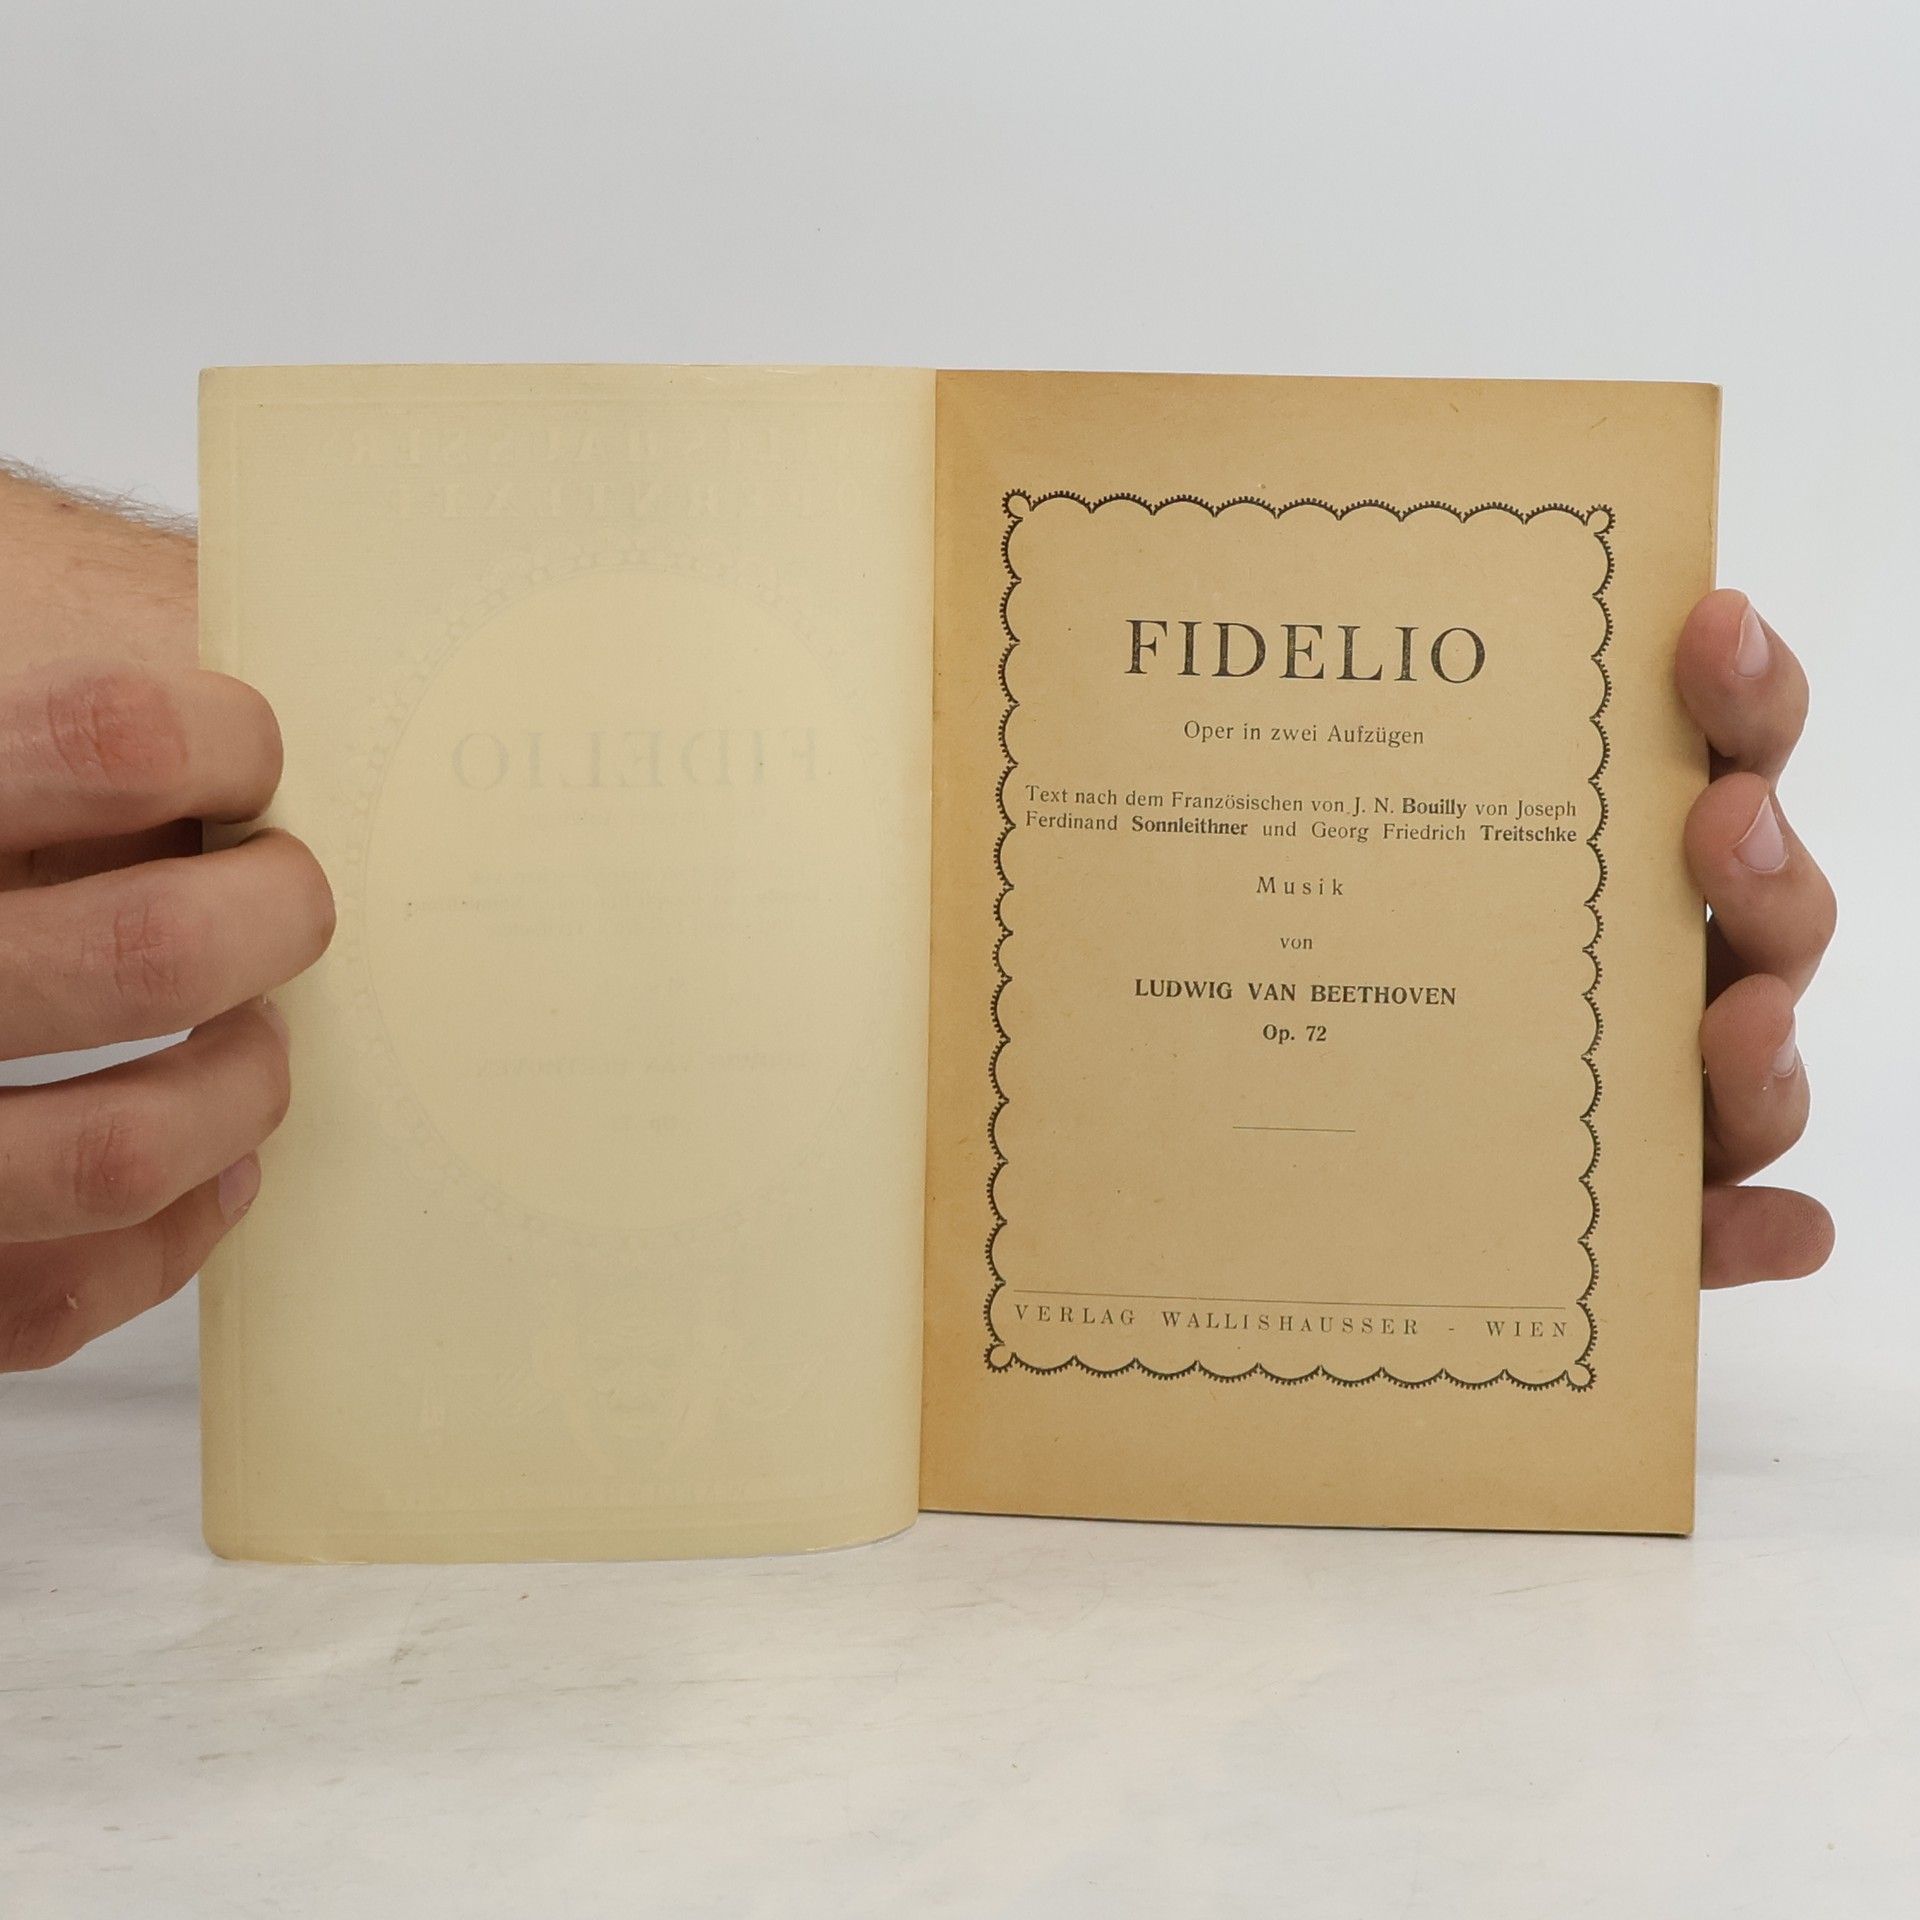 FIDELIO
FIDELIO
Oper in zwei Aufzügen
Text nach dem Französischen von J. N. Bouilly von Joseph
Ferdinand Sonnleithner und Georg Friedrich Treitschke
Musik
von
LUDWIG VAN BEETHOVEN
Op. 72
VERLAG WALLISHAUSSER - WIEN